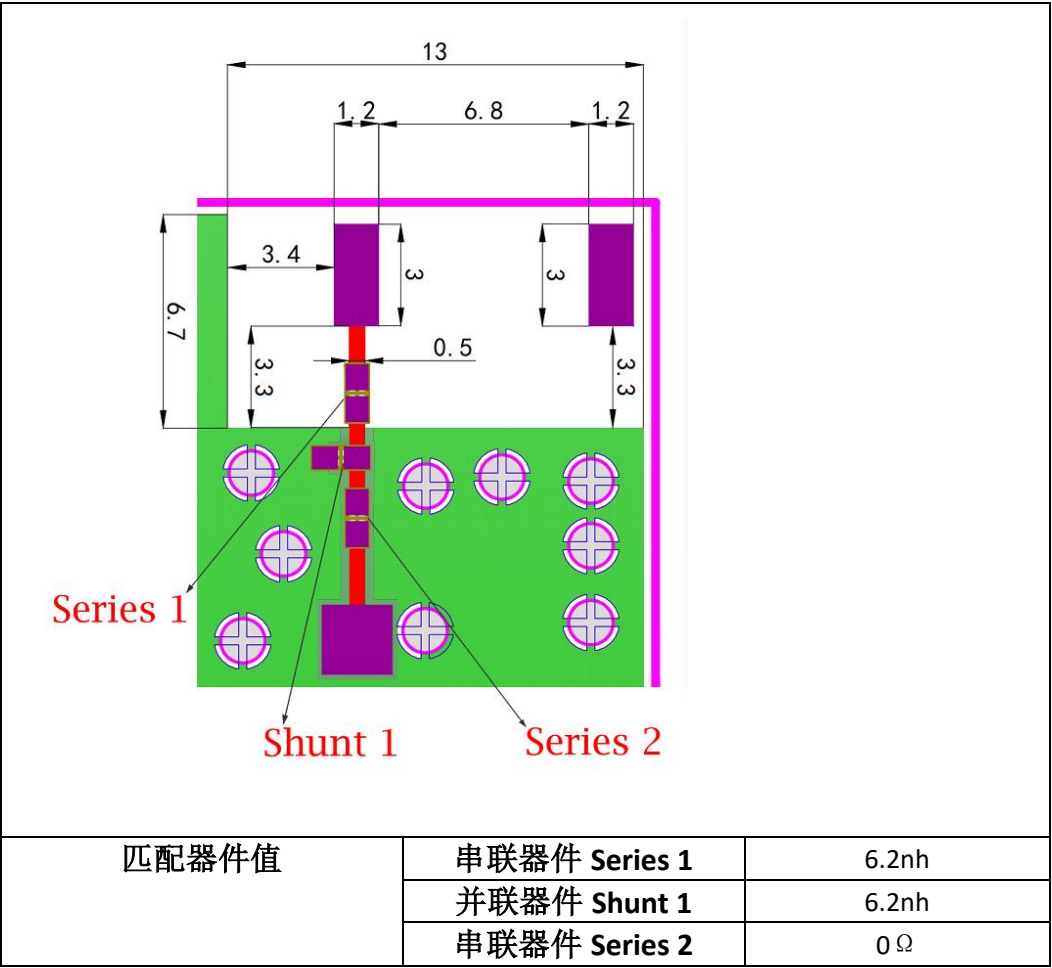 13
1.2
6.8
1.2
3.4
3
3
6.7
3.3
0.5
3.3
Series 1
Shunt 1
Series 2
匹配器件值
串联器件 Series 1
6.2nh
并联器件 Shunt 1
6.2nh
串联器件 Series 2
0Ω